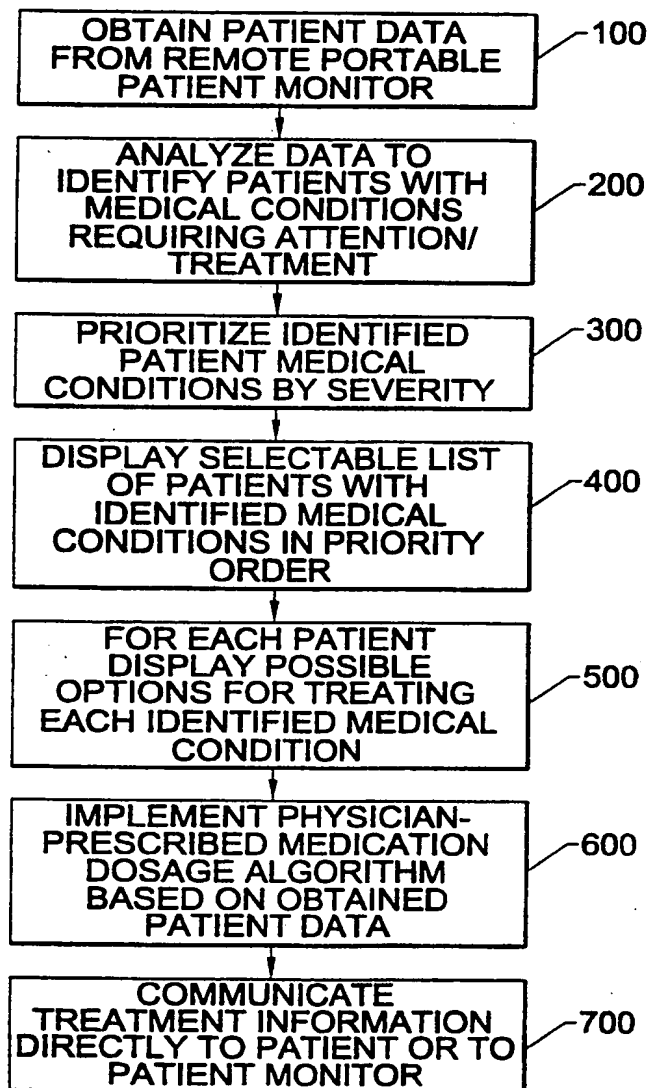 OBTAIN PATIENT DATA
FROM REMOTE PORTABLE
PATIENT MONITOR
100
ANALYZE DATA TO
IDENTIFY PATIENTS WITH
MEDICAL CONDITIONS
REQUIRING ATTENTION/
TREATMENT
200
PRIORITIZE IDENTIFIED
PATIENT MEDICAL
CONDITIONS BY SEVERITY
300
DISPLAY SELECTABLE LIST
OF PATIENTS WITH
IDENTIFIED MEDICAL
CONDITIONS IN PRIORITY
ORDER
400
FOR EACH PATIENT
DISPLAY POSSIBLE
OPTIONS FOR TREATING
EACH IDENTIFIED MEDICAL
CONDITION
500
IMPLEMENT PHYSICIAN-
PRESCRIBED MEDICATION
DOSAGE ALGORITHM
BASED ON OBTAINED
PATIENT DATA
600
COMMUNICATE
TREATMENT INFORMATION
DIRECTLY TO PATIENT OR TO
PATIENT MONITOR
700